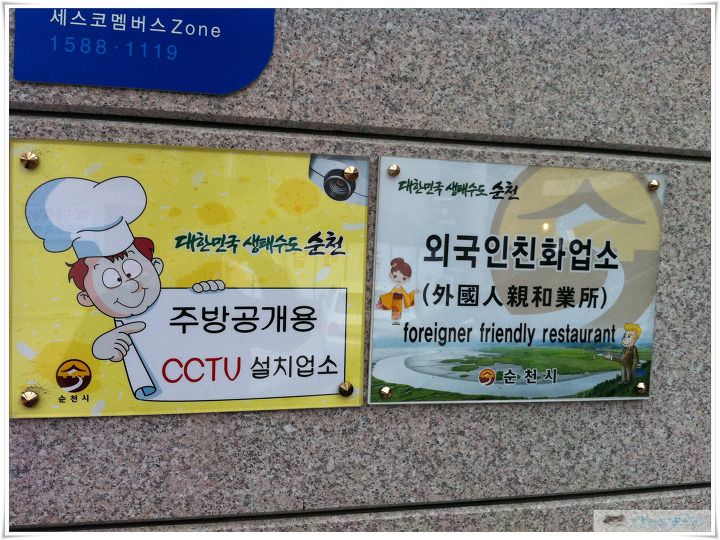 세스코멤버스Zone
1588·1119
대한민국 생태수도 순천
주방공개용
CCTV 설치업소
순천시
대한민국 생태수도 순천
외국인친화업소
(外國人親和業所)
foreigner friendly restaurant
순천시